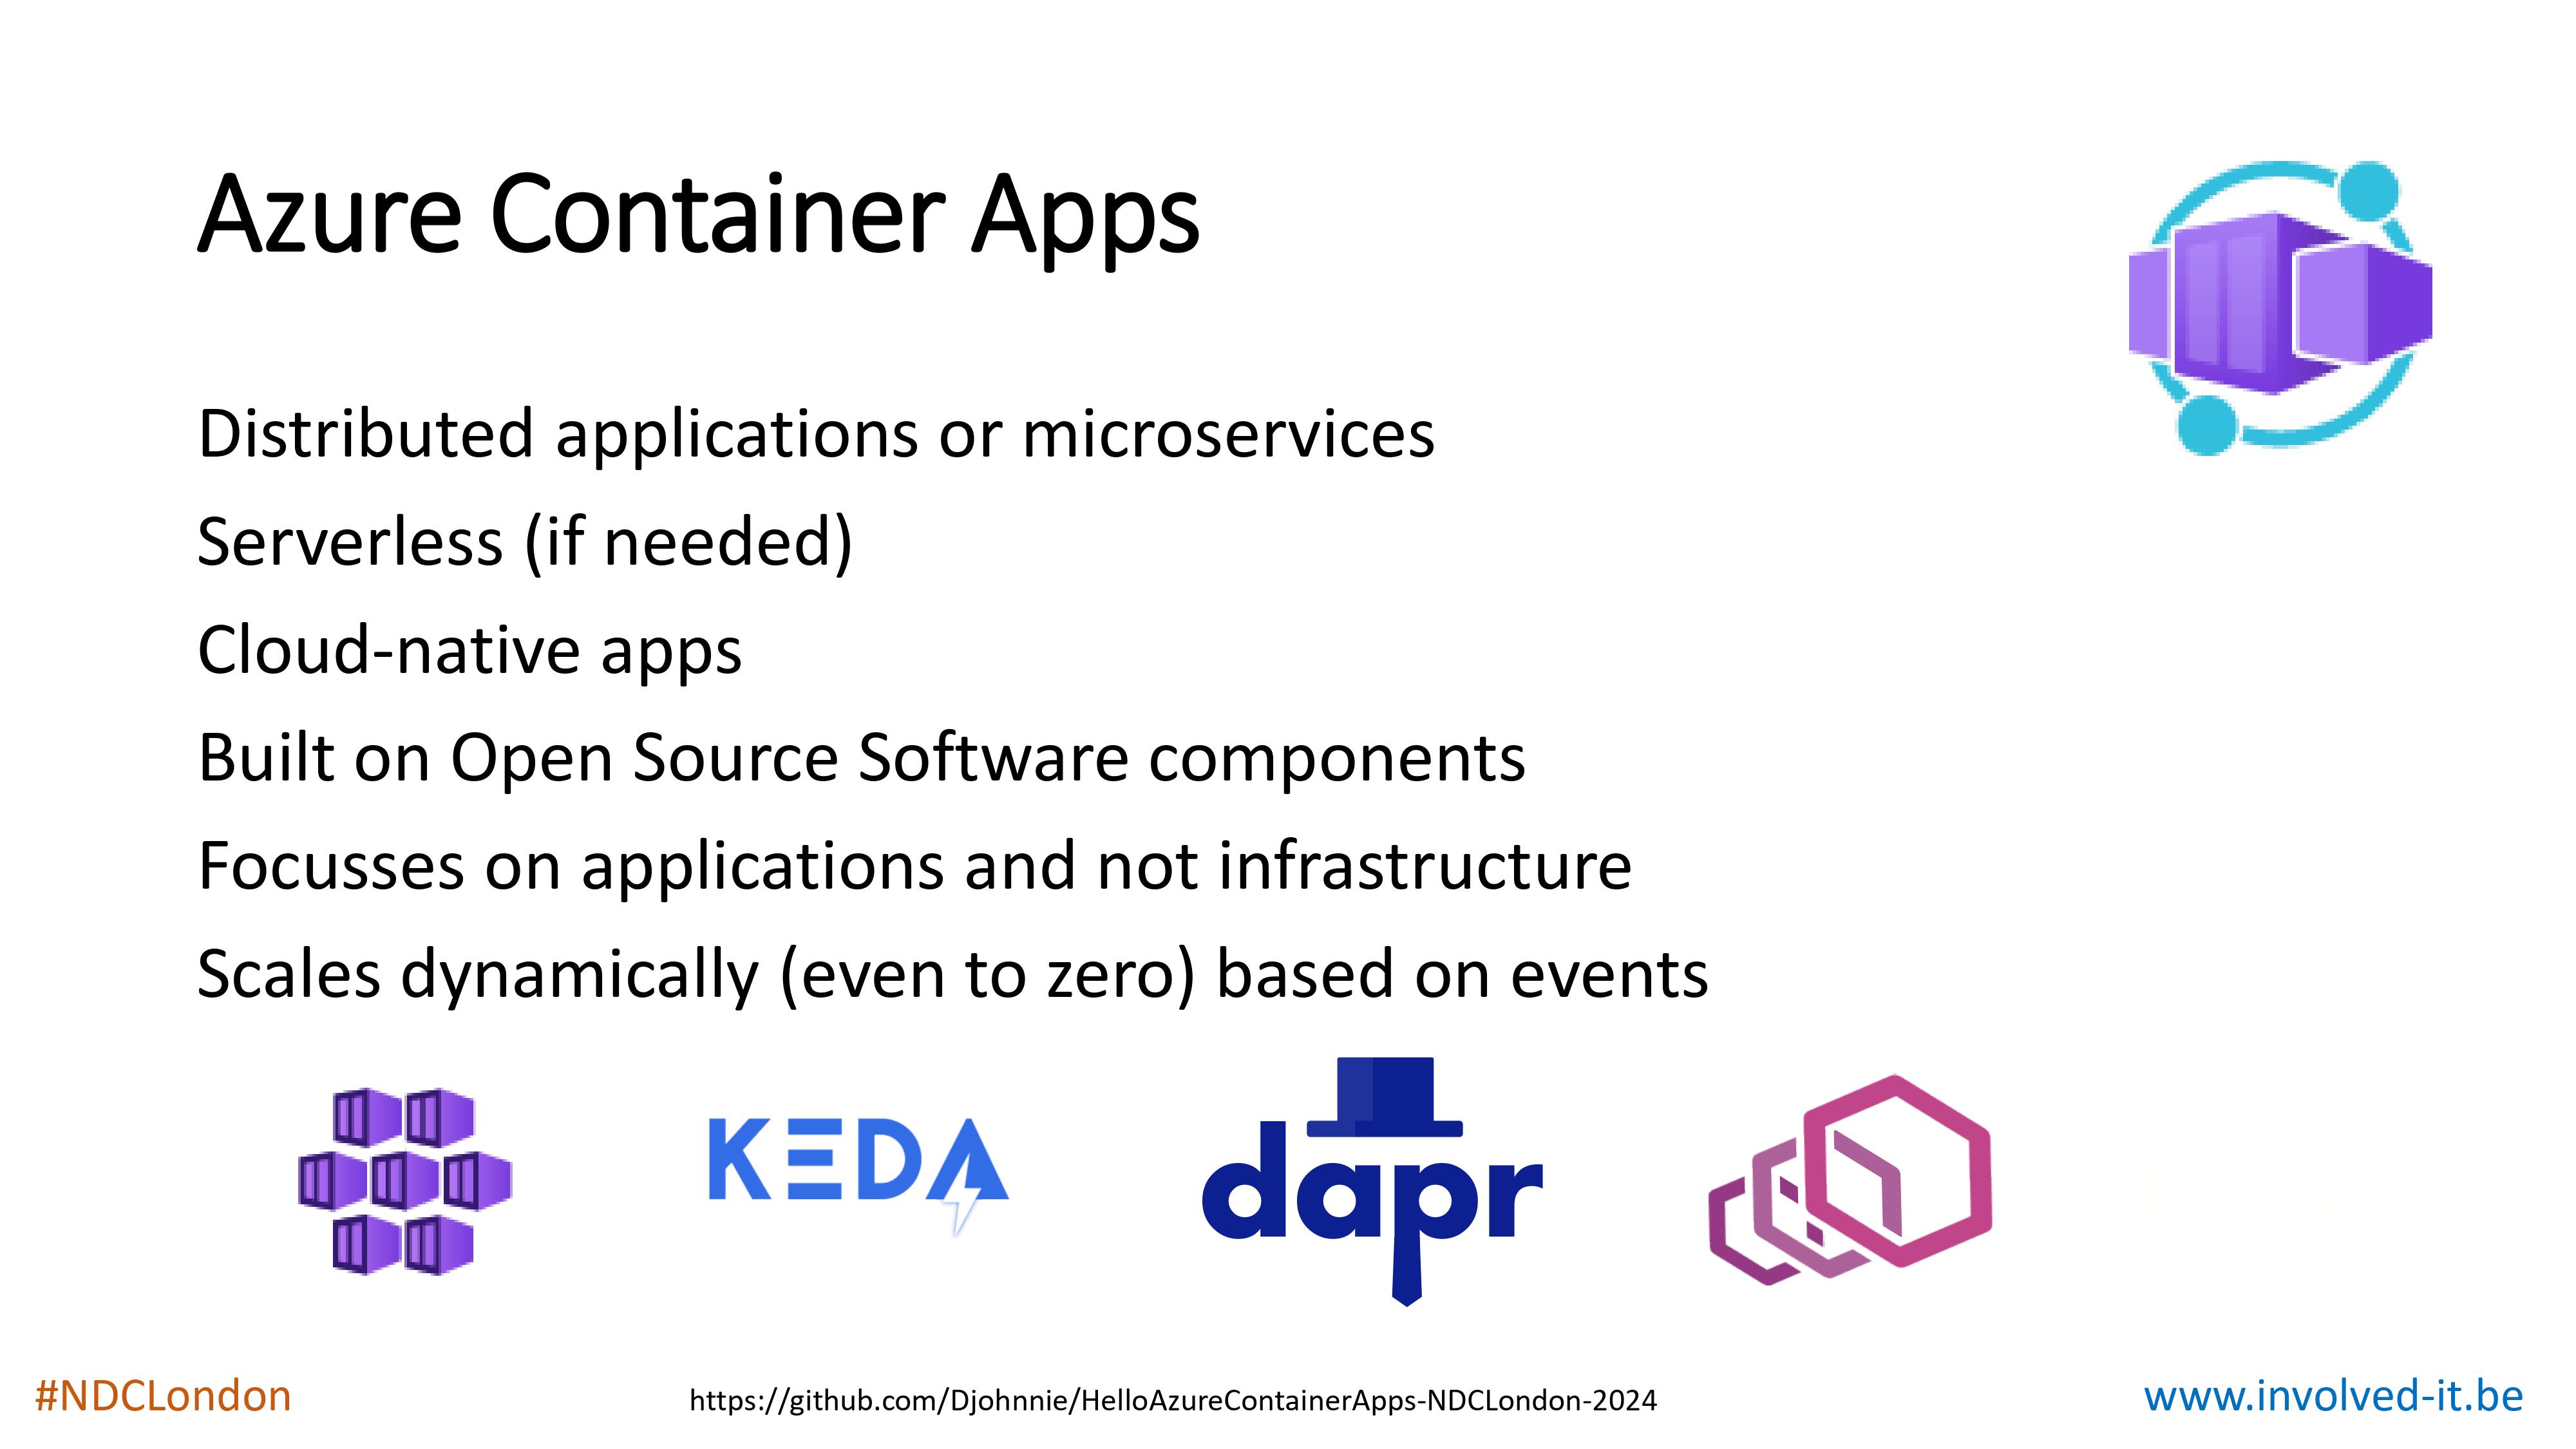 Azure Container Apps
Distributed applications or microservices
Serverless (if needed)
Cloud-native apps
Built on Open Source Software components
Focusses on applications and not infrastructure
Scales dynamically (even to zero) based on events
KEDA
dapr
#NDCLondon
https://github.com/Djohnnie/HelloAzureContainerApps-NDCLondon-2024
www.involved-it.be